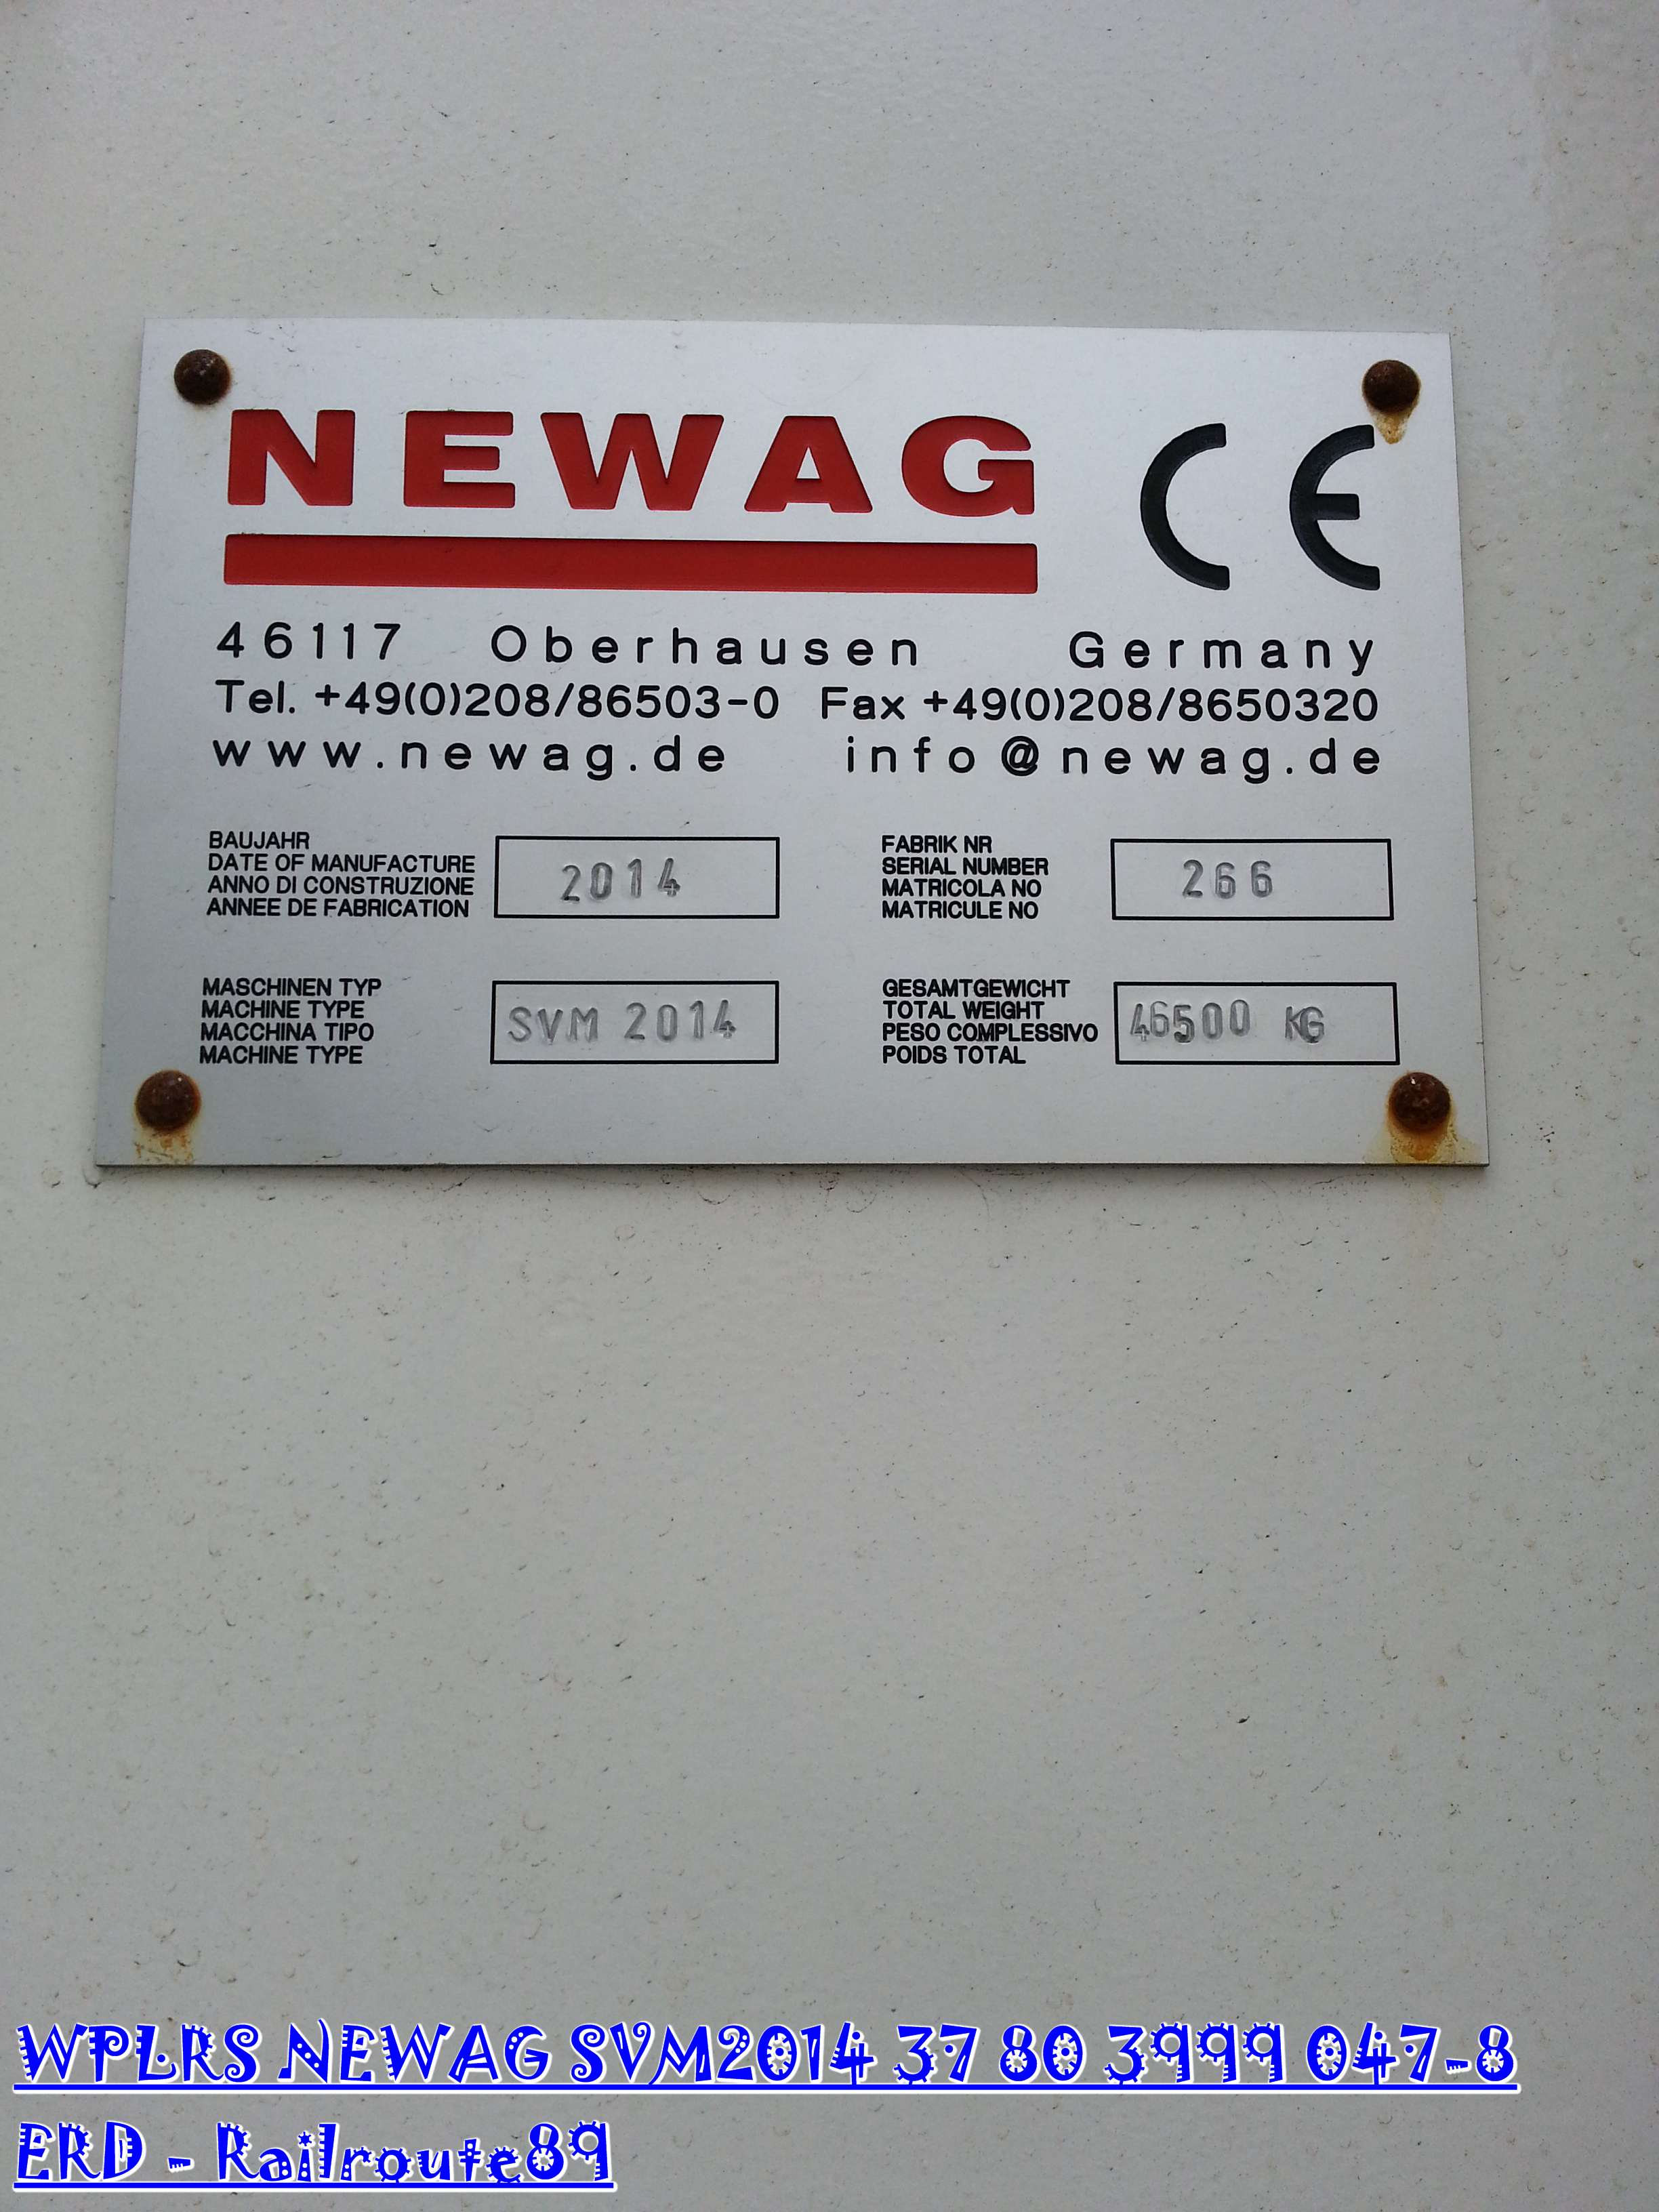 NEWAG CE
46117 Oberhausen Germany
Tel. +49(0)208/86503-0 Fax +49(0)208/8650320
www.newag.de info@newag.de
BAUJAHR
DATE OF MANUFACTURE
ANNO DI CONSTRUZIONE
ANNEE DE FABRICATION
2014
FABRIK NR
SERIAL NUMBER
MATRICOLA NO
MATRICULE NO
266
MASCHINEN TYP
MACHINE TYPE
MACCHINA TIPO
MACHINE TYPE
SVM 2014
GESAMTGEWICHT
TOTAL WEIGHT
PESO COMPLESSIVO
POIDS TOTAL
46500 KG
WPLRS NEWAG SVM2014 37 80 3999 047-8
ERD - Railroute89